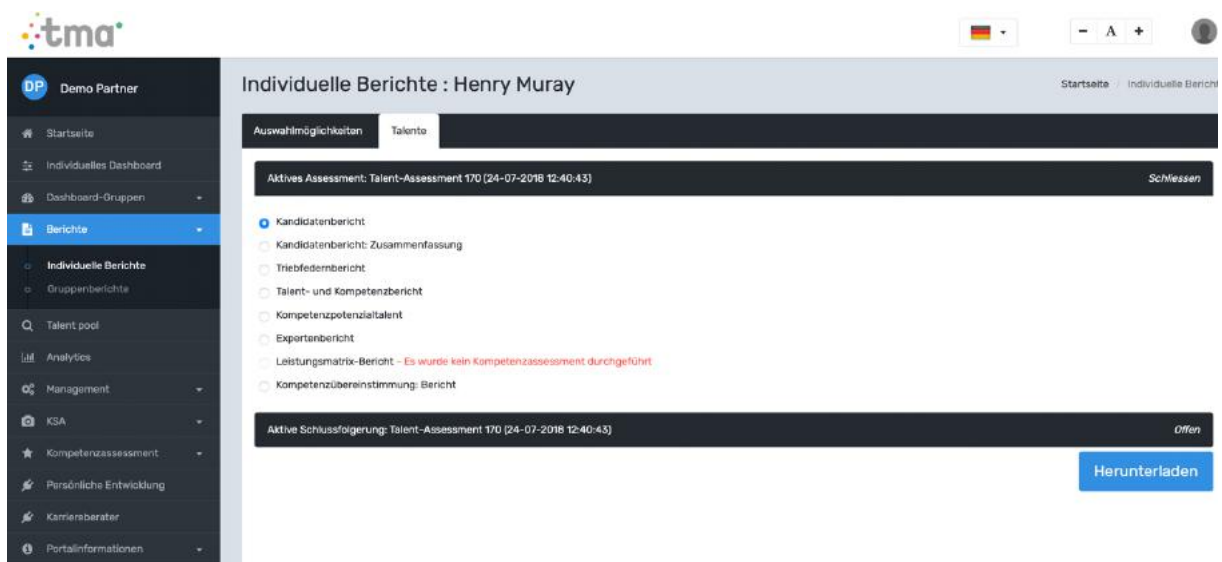 tma
- A +
DP Demo Partner
Individuelle Berichte : Henry Muray
Startseite / Individuelle Bericht
Startseite
Individuelles Dashboard
Dashboard-Gruppen
Berichte
Individuelle Berichte
Gruppenberichte
Talent pool
Analytics
Management
KSA
Kompetenzassessment
Persönliche Entwicklung
Karriereberater
Portalinformationen
Auswahlmöglichkeiten Talente
Aktives Assessment: Talent-Assessment 170 (24-07-2018 12:40:43) Schliessen
Kandidatenbericht
Kandidatenbericht: Zusammenfassung
Triebfedernbericht
Talent- und Kompetenzbericht
Kompetenzpotenzialtalent
Expertenbericht
Leistungsmatrix-Bericht - Es wurde kein Kompetenzassessment durchgeführt
Kompetenzübereinstimmung: Bericht
Aktive Schlussfolgerung: Talent-Assessment 170 (24-07-2018 12:40:43) Offen
Herunterladen